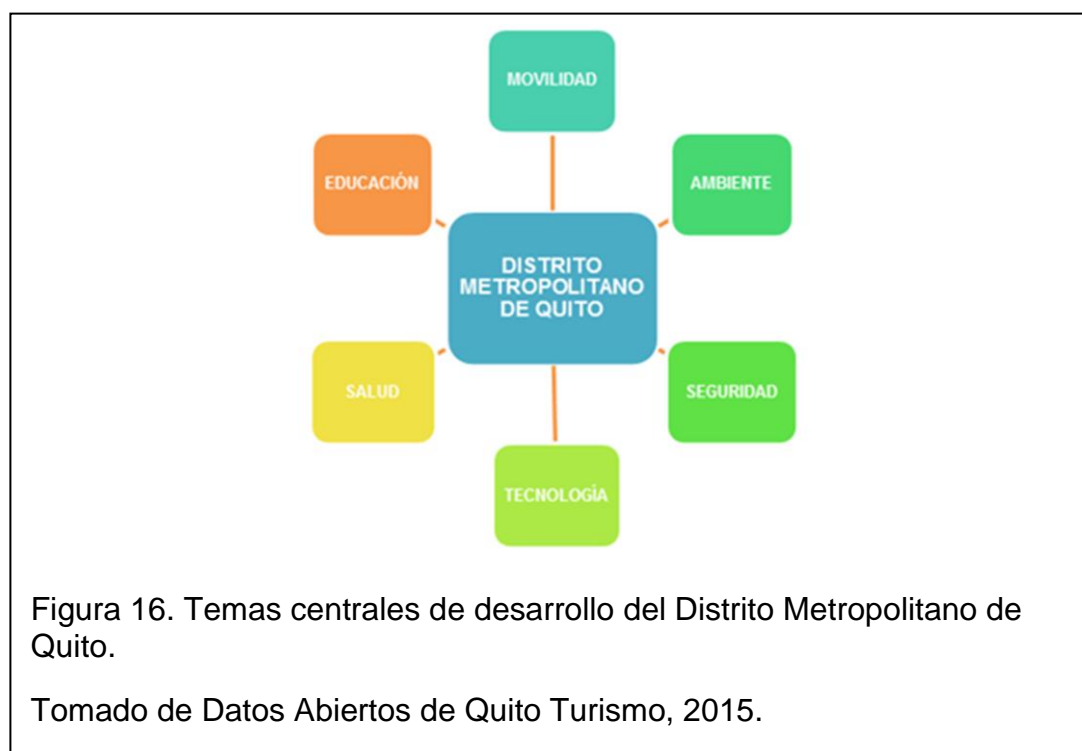 MOVILIDAD
EDUCACIÓN
AMBIENTE
DISTRITO
METROPOLITANO
DE QUITO
SALUD
SEGURIDAD
TECNOLOGÌA
Figura 16. Temas centrales de desarrollo del Distrito Metropolitano de
Quito.
Tomado de Datos Abiertos de Quito Turismo, 2015.